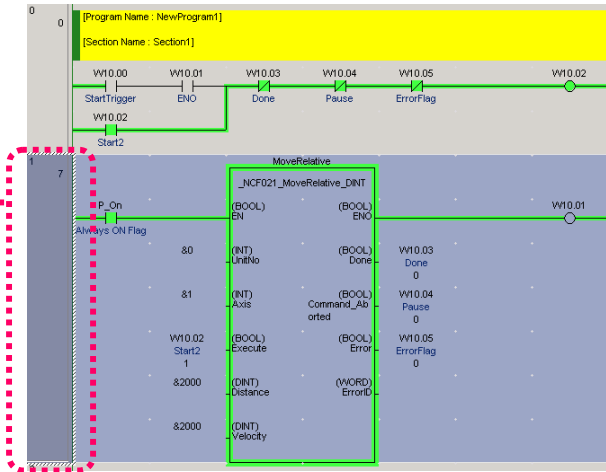 0
0
[Program Name : NewProgram1]
[Section Name : Section1]
W10.00 W10.01 W10.03 W10.04 W10.05 W10.02
StartTrigger ENO Done Pause ErrorFlag
W10.02
Start2
1
7
MoveRelative
_NCF021_MoveRelative_DINT
P_On (BOOL) (BOOL) W10.01
EN ENO
Always ON Flag
&0 (INT) (BOOL) W10.03
UnitNo Done Done
0
&1 (INT) (BOOL) W10.04
Axis Command_Ab Pause
orted 0
W10.02 (BOOL) (BOOL) W10.05
Start2 Execute Error ErrorFlag
1 0
&2000 (DINT) (WORD)
Distance ErrorID
&2000 (DINT)
Velocity